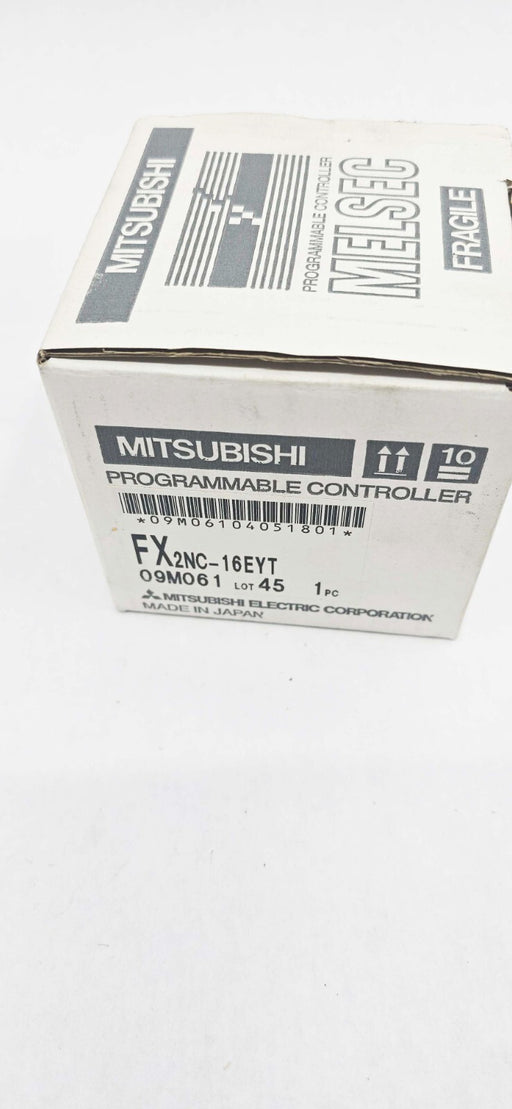 MITSUBISHI
PROGRAMMABLE CONTROLLER
MELSEC
FRAGILE
MITSUBISHI
10
PROGRAMMABLE CONTROLLER
*09M06104051801*
FX2NC-16EYT
09M061 LOT 45 1PC
MITSUBISHI ELECTRIC CORPORATION
MADE IN JAPAN